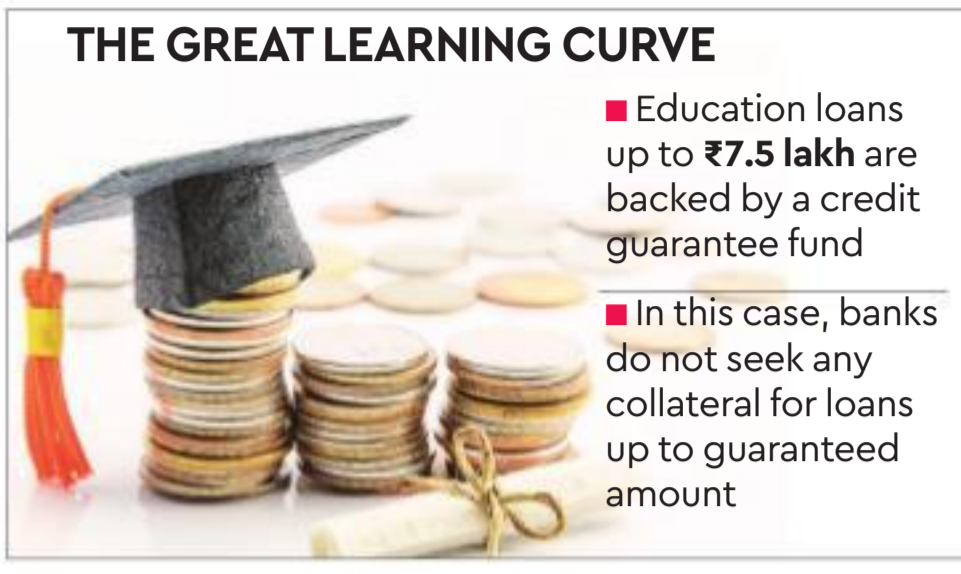 THE GREAT LEARNING CURVE
■ Education loans
up to ₹7.5 lakh are
backed by a credit
guarantee fund
■ In this case, banks
do not seek any
collateral for loans
up to guaranteed
amount